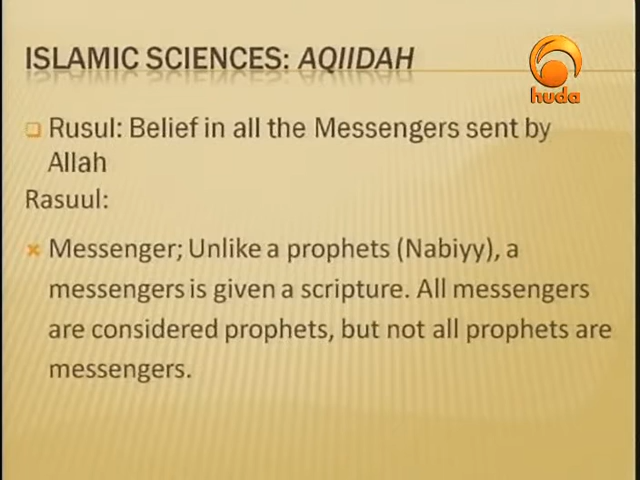 ISLAMIC SCIENCES: AQIIDAH
huda
Rusul: Belief in all the Messengers sent by
Allah
Rasuul:
Messenger; Unlike a prophets (Nabiyy), a
messengers is given a scripture. All messengers
are considered prophets, but not all prophets are
messengers.